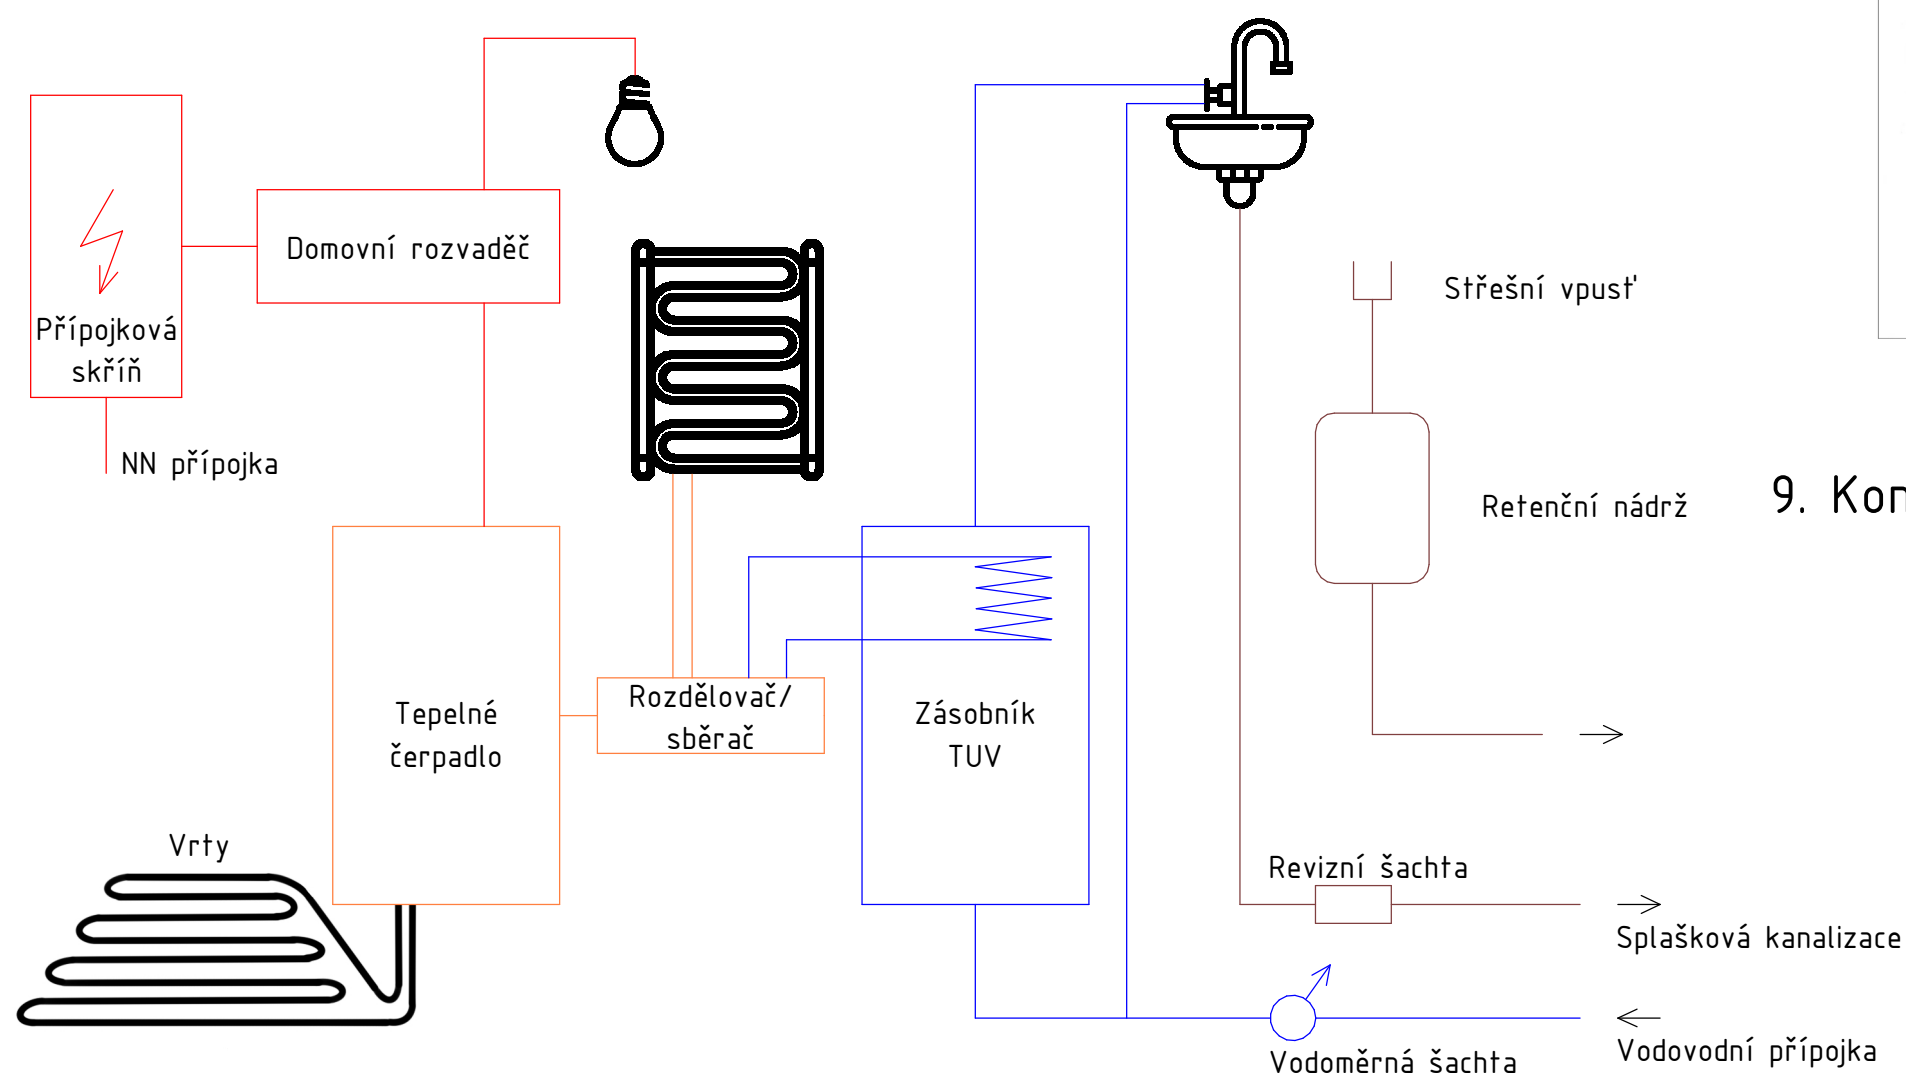 Domovní rozvaděč
Přípojková
skříň
NN přípojka
Střešní vpusť
Retenční nádrž
9. Kon
Rozdělovač/
sběrač
Tepelné
čerpadlo
Zásobník
TUV
Vrty
Revizní šachta
Splašková kanalizace
Vodoměrná šachta
Vodovodní přípojka